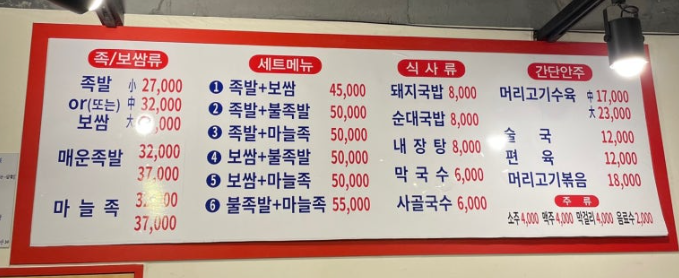 족/보쌈류
족발 小 27,000
or(또는) 中 32,000
보쌈 大
매운족발 32,000
37,000
마늘족
37,000
세트메뉴
❶ 족발+보쌈 45,000
❷ 족발+불족발 50,000
❸ 족발+마늘족 50,000
❹ 보쌈+불족발 50,000
❺ 보쌈+마늘족 50,000
❻ 불족발+마늘족 55,000
식사류
돼지국밥 8,000
순대국밥 8,000
내장탕 8,000
막국수 6,000
사골국수 6,000
간단안주
머리고기수육 中 17,000
大 23,000
술국 12,000
편육 12,000
머리고기볶음 18,000
주류
소주 4,000 맥주 4,000 막걸리 4,000 음료수 2,000